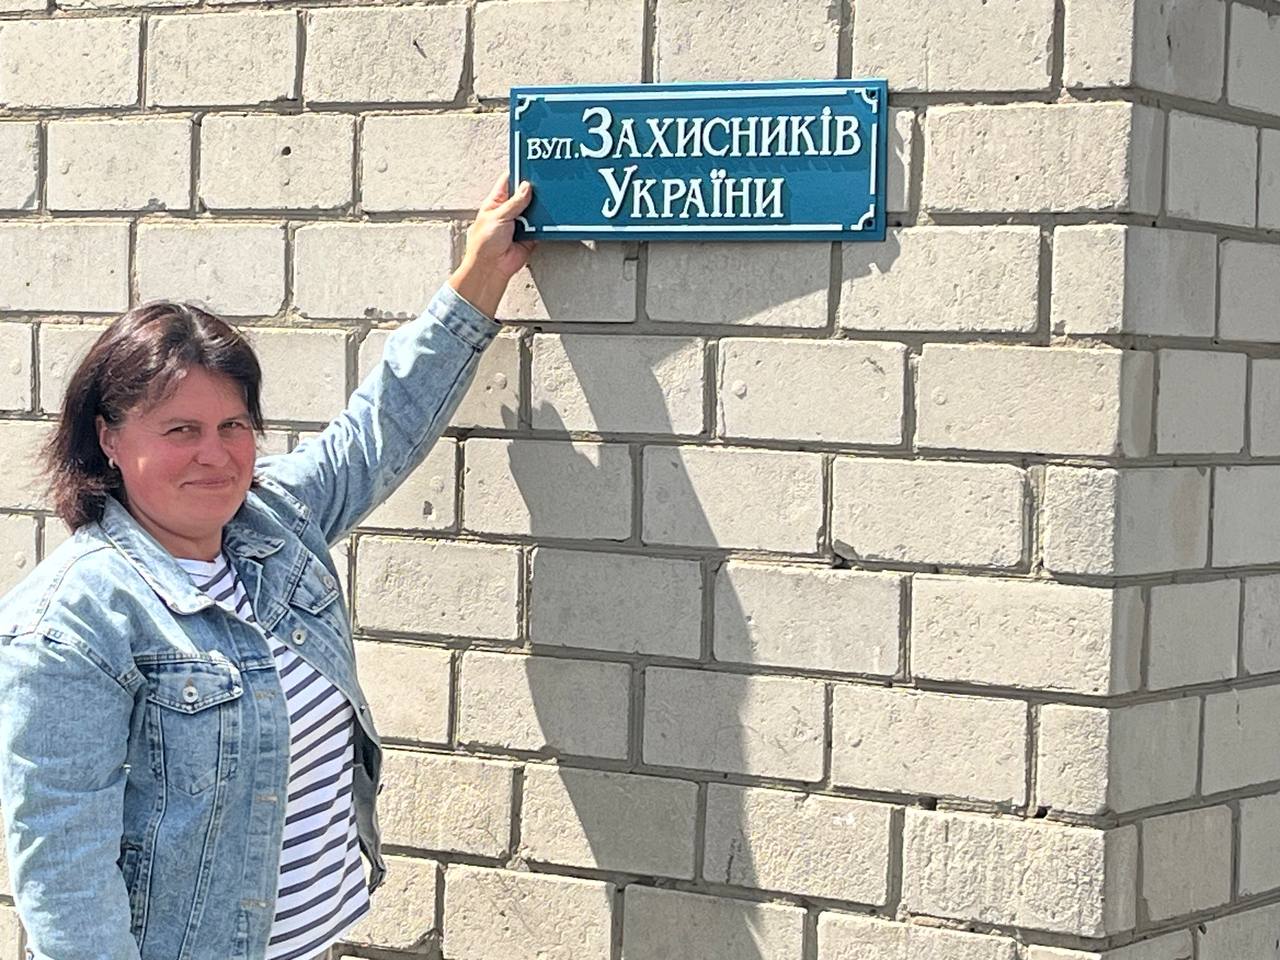 вул. Захисників
України